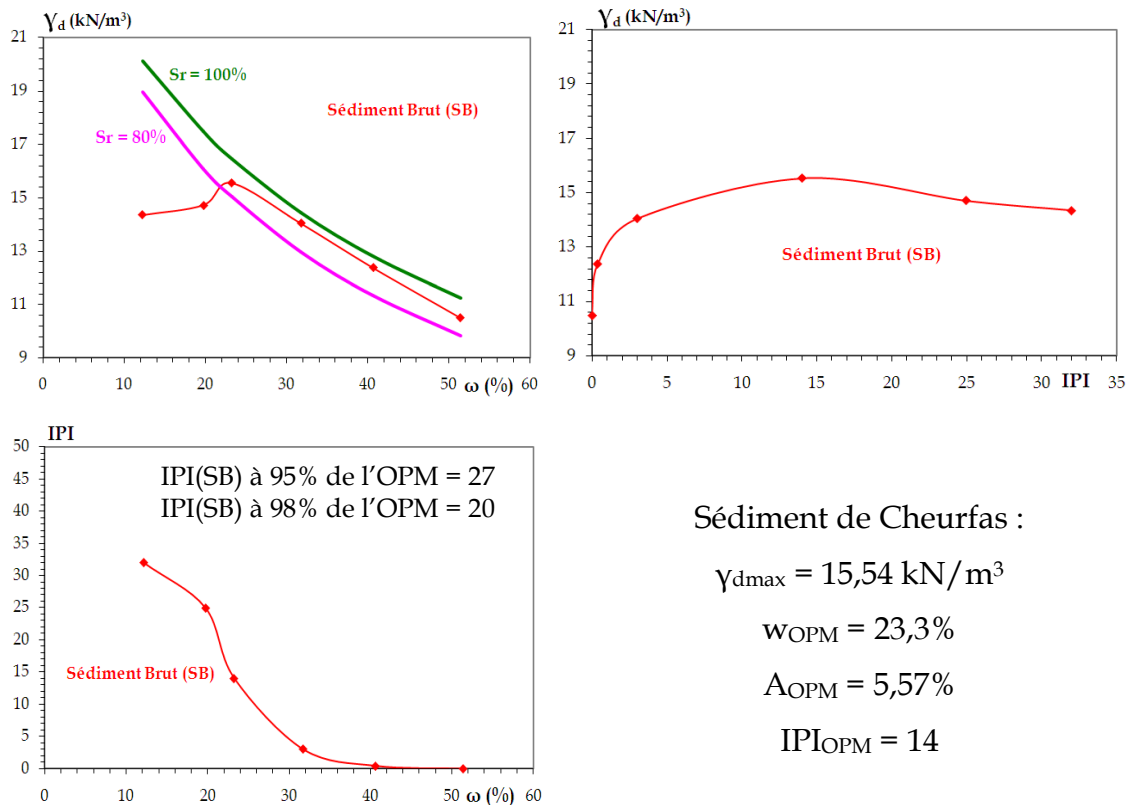 γd (kN/m³)
21
19
17
15
13
11
9
Sr = 100%
Sr = 80%
Sédiment Brut (SB)
0
10
20
30
40
50
60
ω (%)
γd (kN/m³)
21
19
17
15
13
11
9
Sédiment Brut (SB)
0
5
10
15
20
25
30
35
IPI
IPI
50
45
40
35
30
25
20
15
10
5
0
IPI(SB) à 95% de l’OPM = 27
IPI(SB) à 98% de l’OPM = 20
Sédiment Brut (SB)
0
10
20
30
40
50
60
ω (%)
Sédiment de Cheurfas :
γdmax = 15,54 kN/m³
wOPM = 23,3%
AOPM = 5,57%
IPIOPM = 14